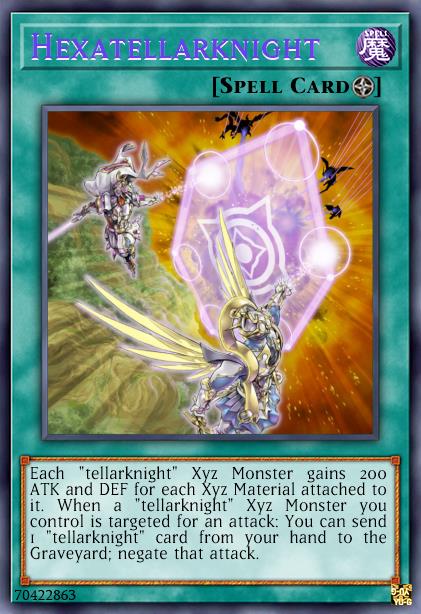 Hexatellarknight
SPELL
魔
[Spell Card]
Each "tellarknight" Xyz Monster gains 200
ATK and DEF for each Xyz Material attached to
it. When a "tellarknight" Xyz Monster you
control is targeted for an attack: You can send
1 "tellarknight" card from your hand to the
Graveyard; negate that attack.
70422863